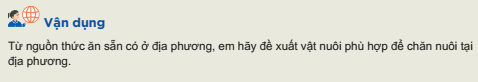 Vận dụng
Từ nguồn thức ăn sẵn có ở địa phương, em hãy đề xuất vật nuôi phù hợp để chăn nuôi tại
địa phương.